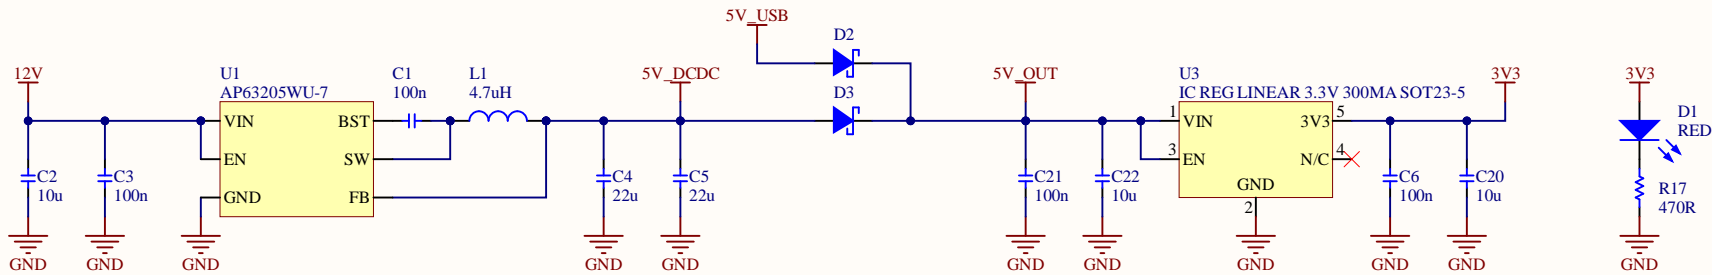 5V_USB
D2
12V
U1
AP63205WU-7
C1
100n
L1
4.7uH
5V_DCDC
D3
5V_OUT
U3
IC REG LINEAR 3.3V 300MA SOT23-5
3V3
3V3
D1
RED
VIN
BST
EN
SW
GND
FB
1
VIN
3V3
5
3
EN
N/C
4
GND
2
C2
10u
C3
100n
C4
22u
C5
22u
C21
100n
C22
10u
C6
100n
C20
10u
R17
470R
GND
GND
GND
GND
GND
GND
GND
GND
GND
GND
GND